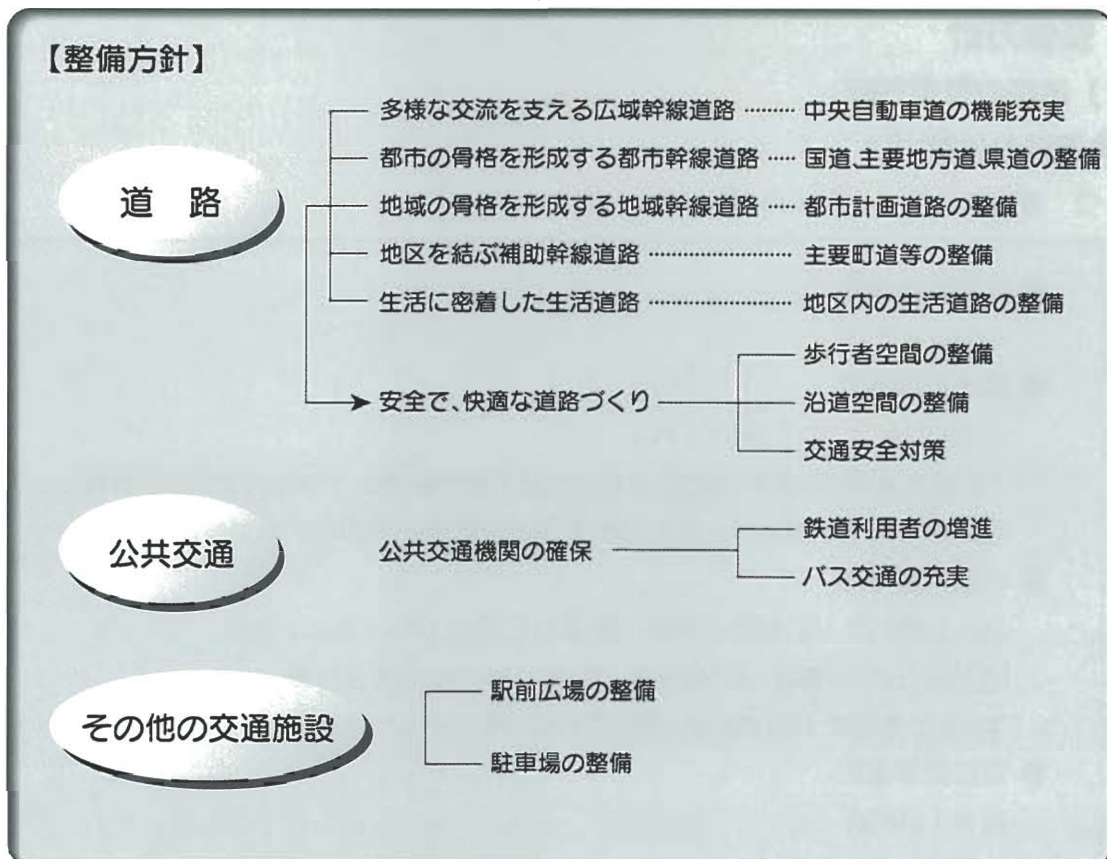 【整備方針】
道 路
多様な交流を支える広域幹線道路 ……… 中央自動車道の機能充実
都市の骨格を形成する都市幹線道路 …… 国道、主要地方道、県道の整備
地域の骨格を形成する地域幹線道路 …… 都市計画道路の整備
地区を結ぶ補助幹線道路 …………………… 主要町道等の整備
生活に密着した生活道路 …………………… 地区内の生活道路の整備
安全で、快適な道路づくり
歩行者空間の整備
沿道空間の整備
交通安全対策
公共交通
公共交通機関の確保
鉄道利用者の増進
バス交通の充実
その他の交通施設
駅前広場の整備
駐車場の整備